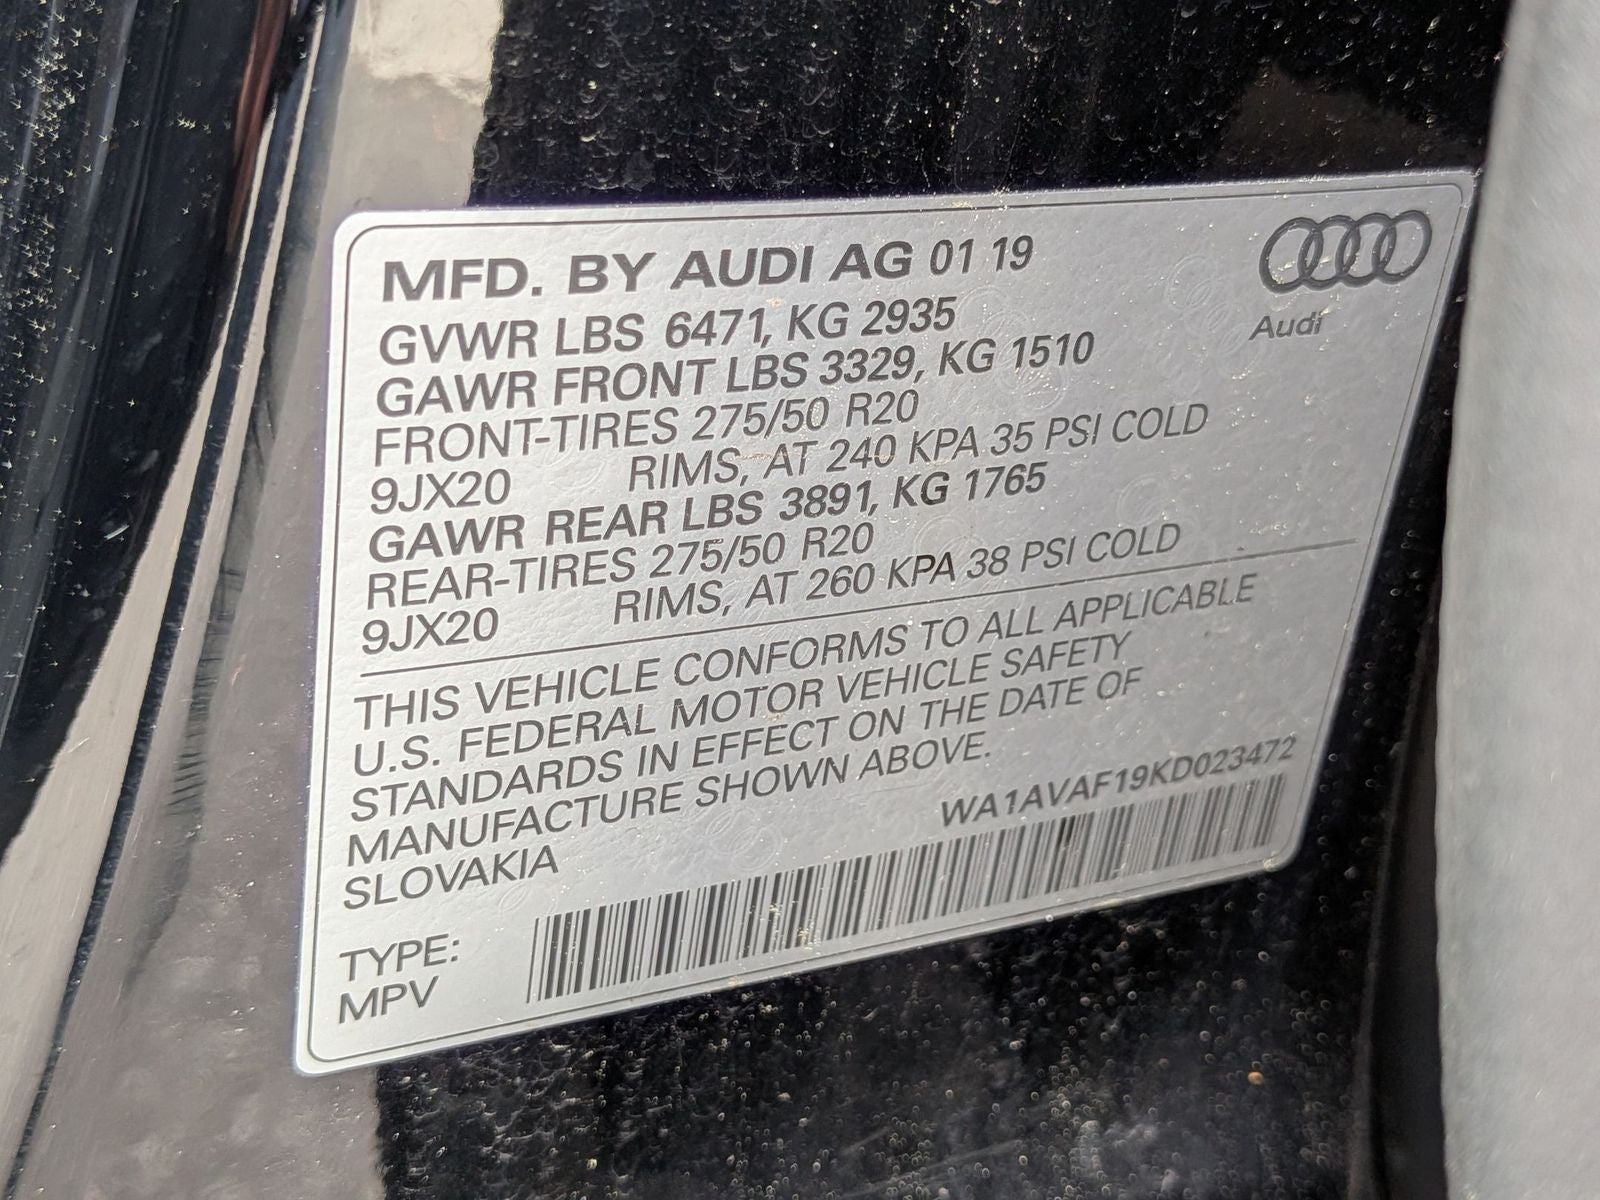 MFD. BY AUDI AG 01 19
Audi
GVWR LBS 6471, KG 2935
GAWR FRONT LBS 3329, KG 1510
FRONT-TIRES 275/50 R20
9JX20 RIMS, AT 240 KPA 35 PSI COLD
GAWR REAR LBS 3891, KG 1765
REAR-TIRES 275/50 R20
9JX20 RIMS, AT 260 KPA 38 PSI COLD
THIS VEHICLE CONFORMS TO ALL APPLICABLE
U.S. FEDERAL MOTOR VEHICLE SAFETY
STANDARDS IN EFFECT ON THE DATE OF
MANUFACTURE SHOWN ABOVE.
SLOVAKIA
WA1AVAF19KD023472
TYPE:
MPV